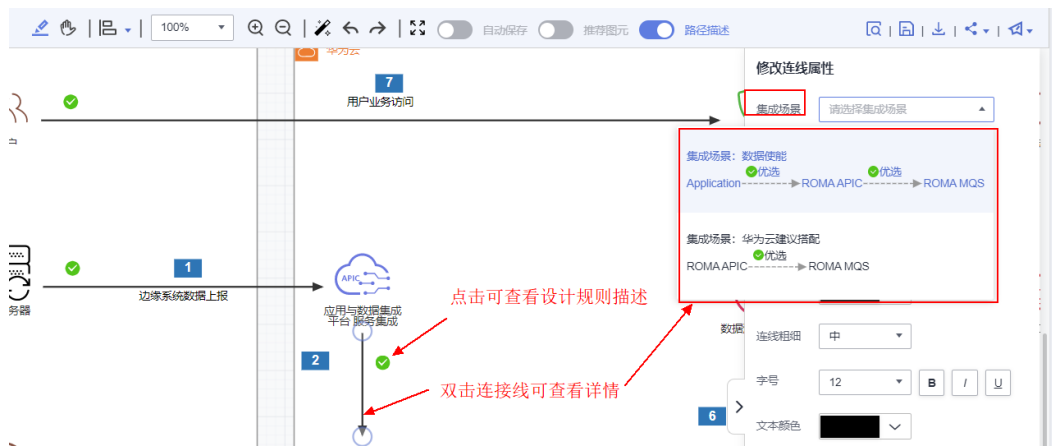 100%
自动保存
推荐图元
路径描述
华为云
修改连线属性
7
用户业务访问
集成场景
请选择集成场景
户
集成场景：数据使能
优选
优选
Application
ROMA APIC
ROMA MQS
集成场景：华为云建议搭配
优选
ROMA APIC
ROMA MQS
1
边缘系统数据上报
APIC
务器
应用与数据集成
平台 服务集成
点击可查看设计规则描述
数据
连线粗细
中
2
双击连接线可查看详情
字号
12
B
I
U
6
文本颜色